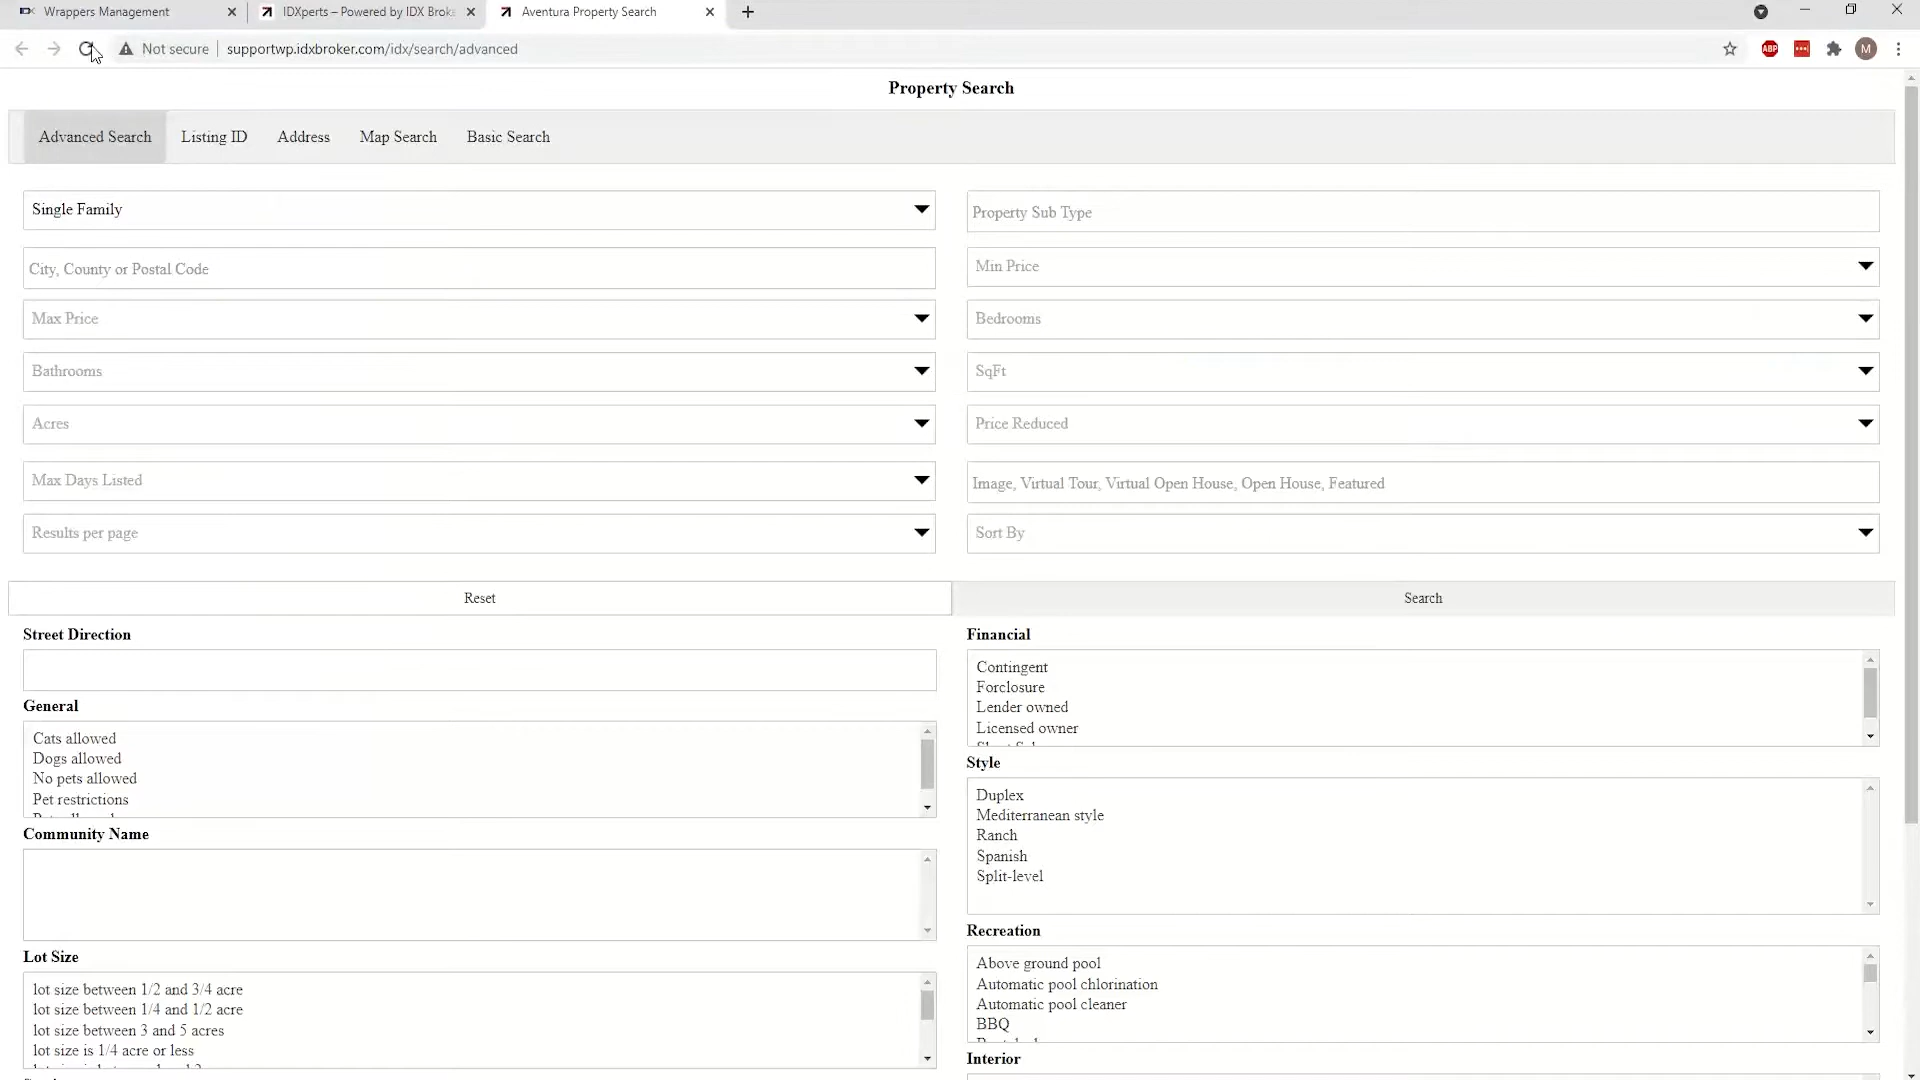 Wrappers Management
IDXperts – Powered by IDX Broke
Aventura Property Search
Not secure
supportwp.idxbroker.com/idx/search/advanced
ABP
M
Property Search
Advanced Search
Listing ID
Address
Map Search
Basic Search
Single Family
Property Sub Type
City, County or Postal Code
Min Price
Max Price
Bedrooms
Bathrooms
SqFt
Acres
Price Reduced
Max Days Listed
Image, Virtual Tour, Virtual Open House, Open House, Featured
Results per page
Sort By
Reset
Search
Street Direction
Financial
Contingent
Forclosure
Lender owned
Licensed owner
General
Cats allowed
Dogs allowed
No pets allowed
Pet restrictions
Style
Duplex
Mediterranean style
Ranch
Spanish
Split-level
Community Name
Recreation
Above ground pool
Automatic pool chlorination
Automatic pool cleaner
BBQ
Lot Size
lot size between 1/2 and 3/4 acre
lot size between 1/4 and 1/2 acre
lot size between 3 and 5 acres
lot size is 1/4 acre or less
Interior